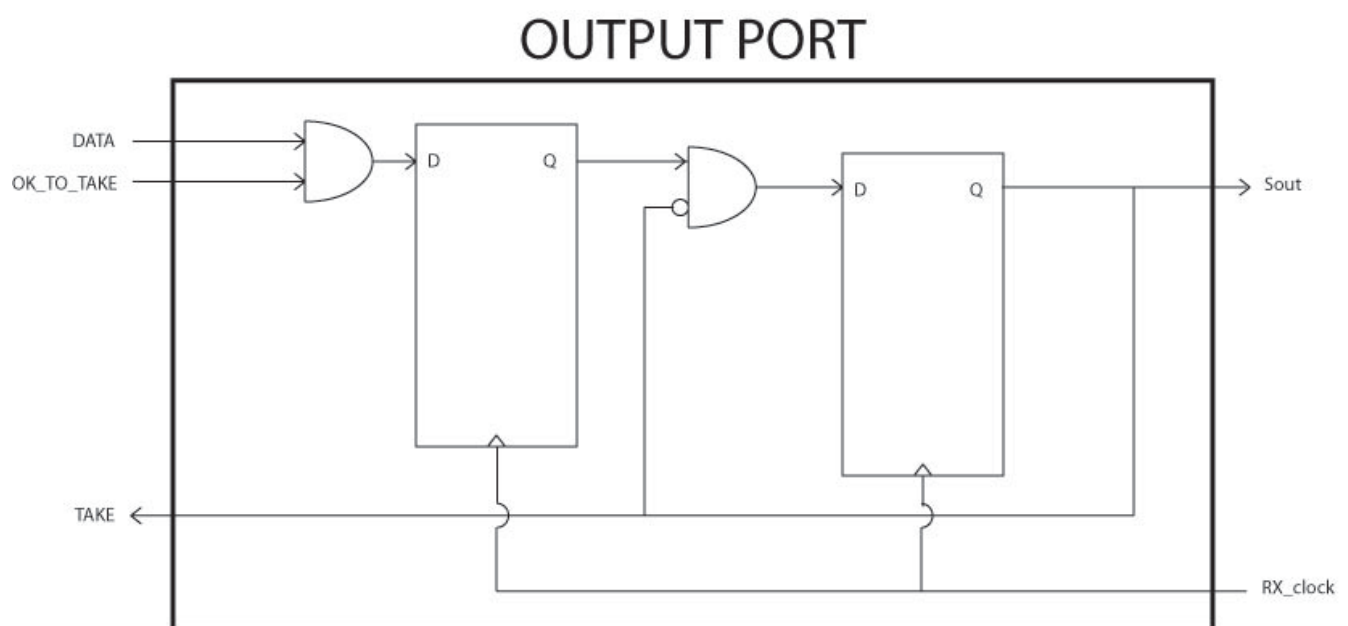 OUTPUT PORT
DATA
OK_TO_TAKE
D
Q
D
Q
Sout
TAKE
RX_clock